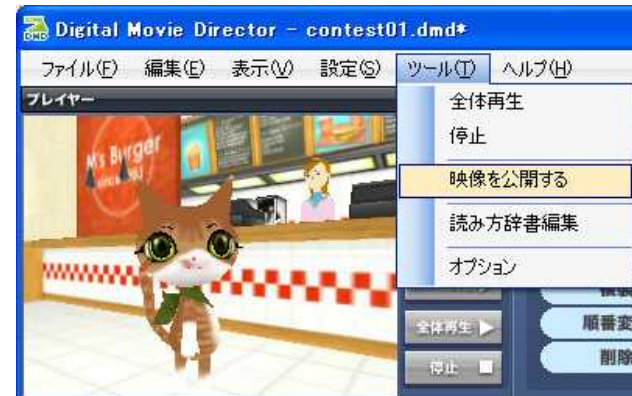 Digital Movie Director - contest01.dmd*
ファイル(F) 編集(E) 表示(V) 設定(S) ツール(T) ヘルプ(H)
プレイヤー
全体再生
停止
映像を公開する
読み方辞書編集
オプション
M's Burger
全体再生
順番変
停止
削除